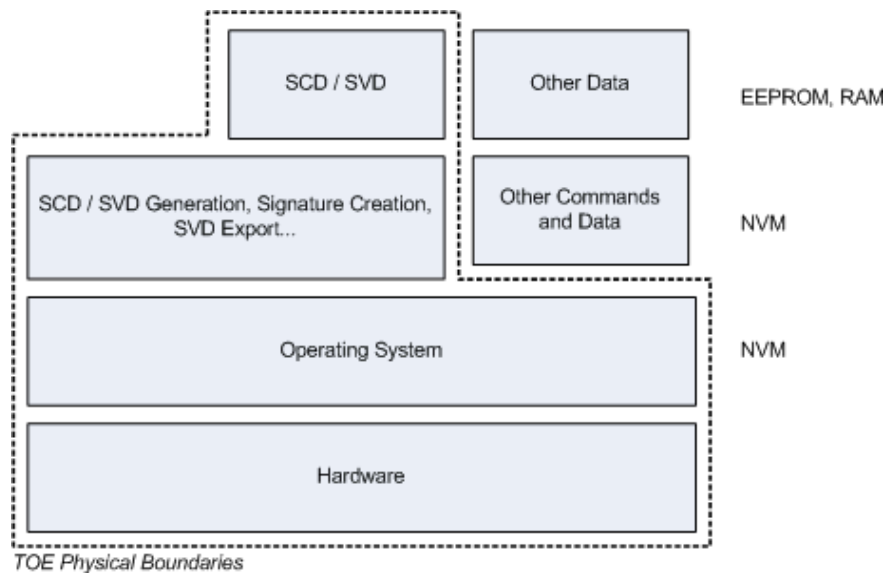 SCD / SVD
Other Data
EEPROM, RAM
SCD / SVD Generation, Signature Creation,
SVD Export...
Other Commands
and Data
NVM
Operating System
NVM
Hardware
TOE Physical Boundaries